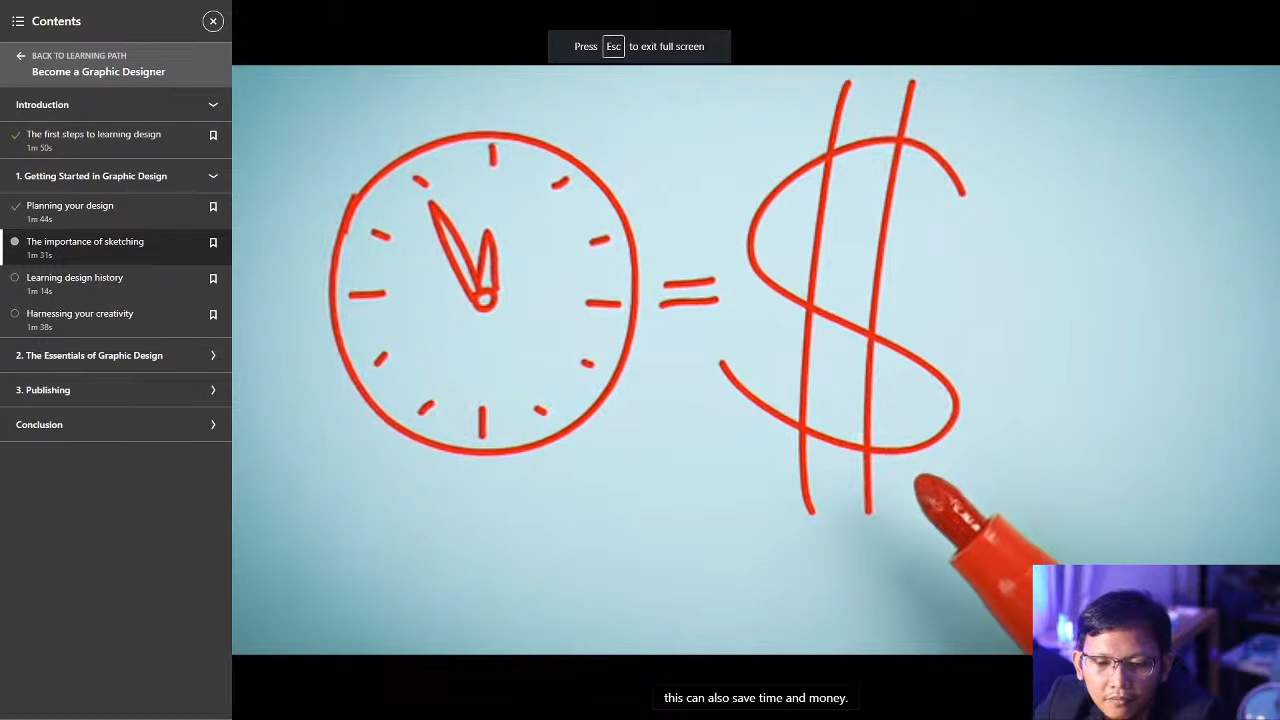 Contents
BACK TO LEARNING PATH
Become a Graphic Designer
Introduction
The first steps to learning design
1m 50s
1. Getting Started in Graphic Design
Planning your design
1m 44s
The importance of sketching
1m 31s
Learning design history
1m 14s
Harnessing your creativity
1m 38s
2. The Essentials of Graphic Design
3. Publishing
Conclusion
Press Esc to exit full screen
= $
this can also save time and money.